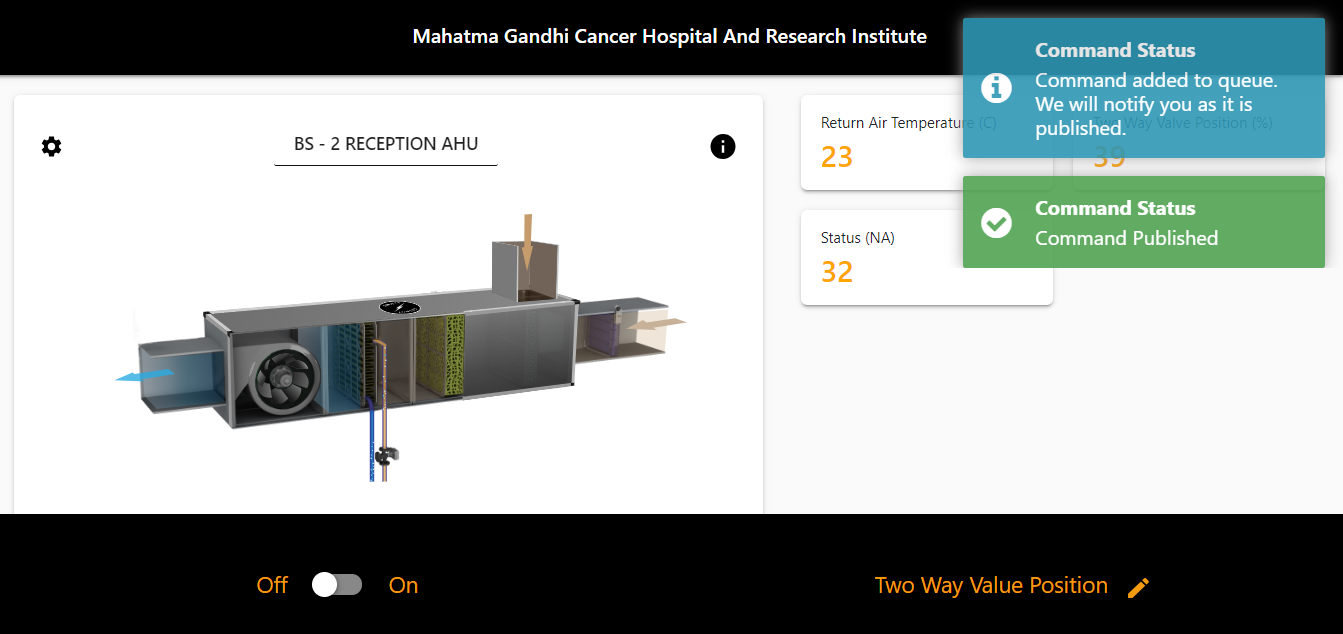 Mahatma Gandhi Cancer Hospital And Research Institute
Command Status
Command added to queue.
We will notify you as it is
published.
Command Status
Command Published
BS - 2 RECEPTION AHU
Return Air Temperature (C)
23
Two Way Valve Position (%)
39
Status (NA)
32
Off
On
Two Way Value Position